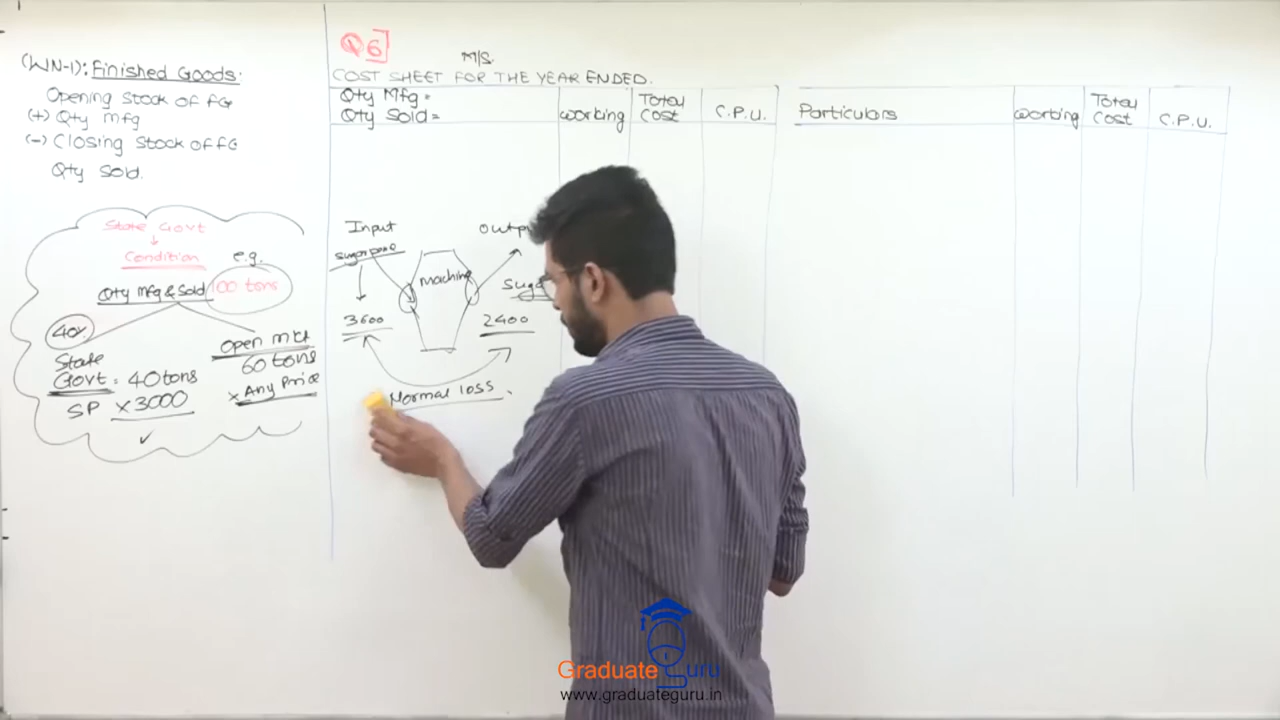 (WN-1): Finished Goods:
Opening Stock of FG
(+) Qty mfg
(-) Closing Stock of FG
Qty Sold.
State Govt
Condition
e.g.
Qty mfg & Sold 100 tons
40%
State
Govt = 40 tons
SP × 3000
Open mkt
60 tons
× Any Price
Q6]
M/S.
COST SHEET FOR THE YEAR ENDED.
Qty Mfg =
Qty Sold =
working
Total
Cost
C.P.U.
Particulars
working
Total
Cost
C.P.U.
Input
3600
machine
2400
Normal loss
GraduateGuru
www.graduateguru.in